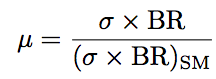 μ = (σ × BR) / ((σ × BR)_SM)